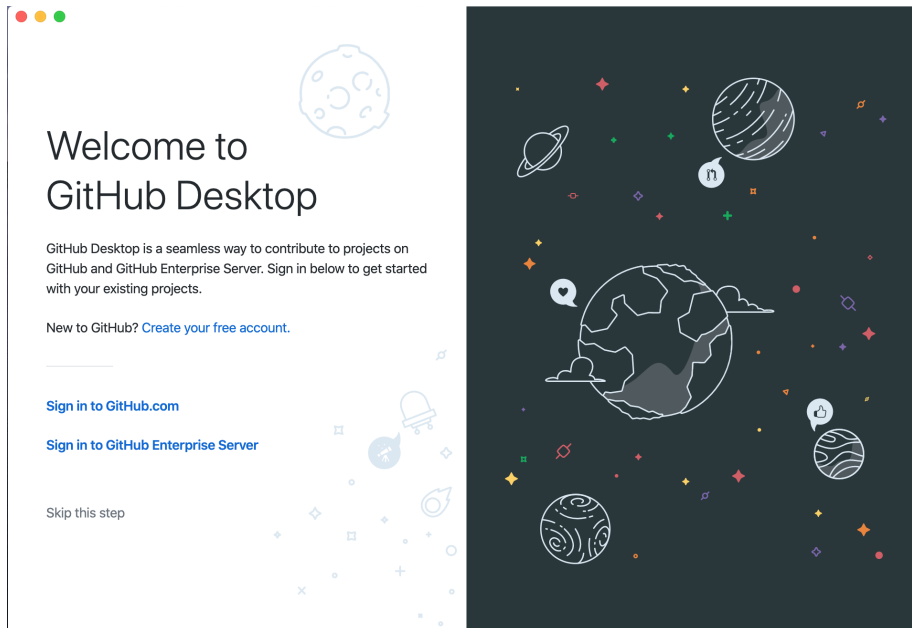 Welcome to
GitHub Desktop
GitHub Desktop is a seamless way to contribute to projects on
GitHub and GitHub Enterprise Server. Sign in below to get started
with your existing projects.
New to GitHub? Create your free account.
Sign in to GitHub.com
Sign in to GitHub Enterprise Server
Skip this step